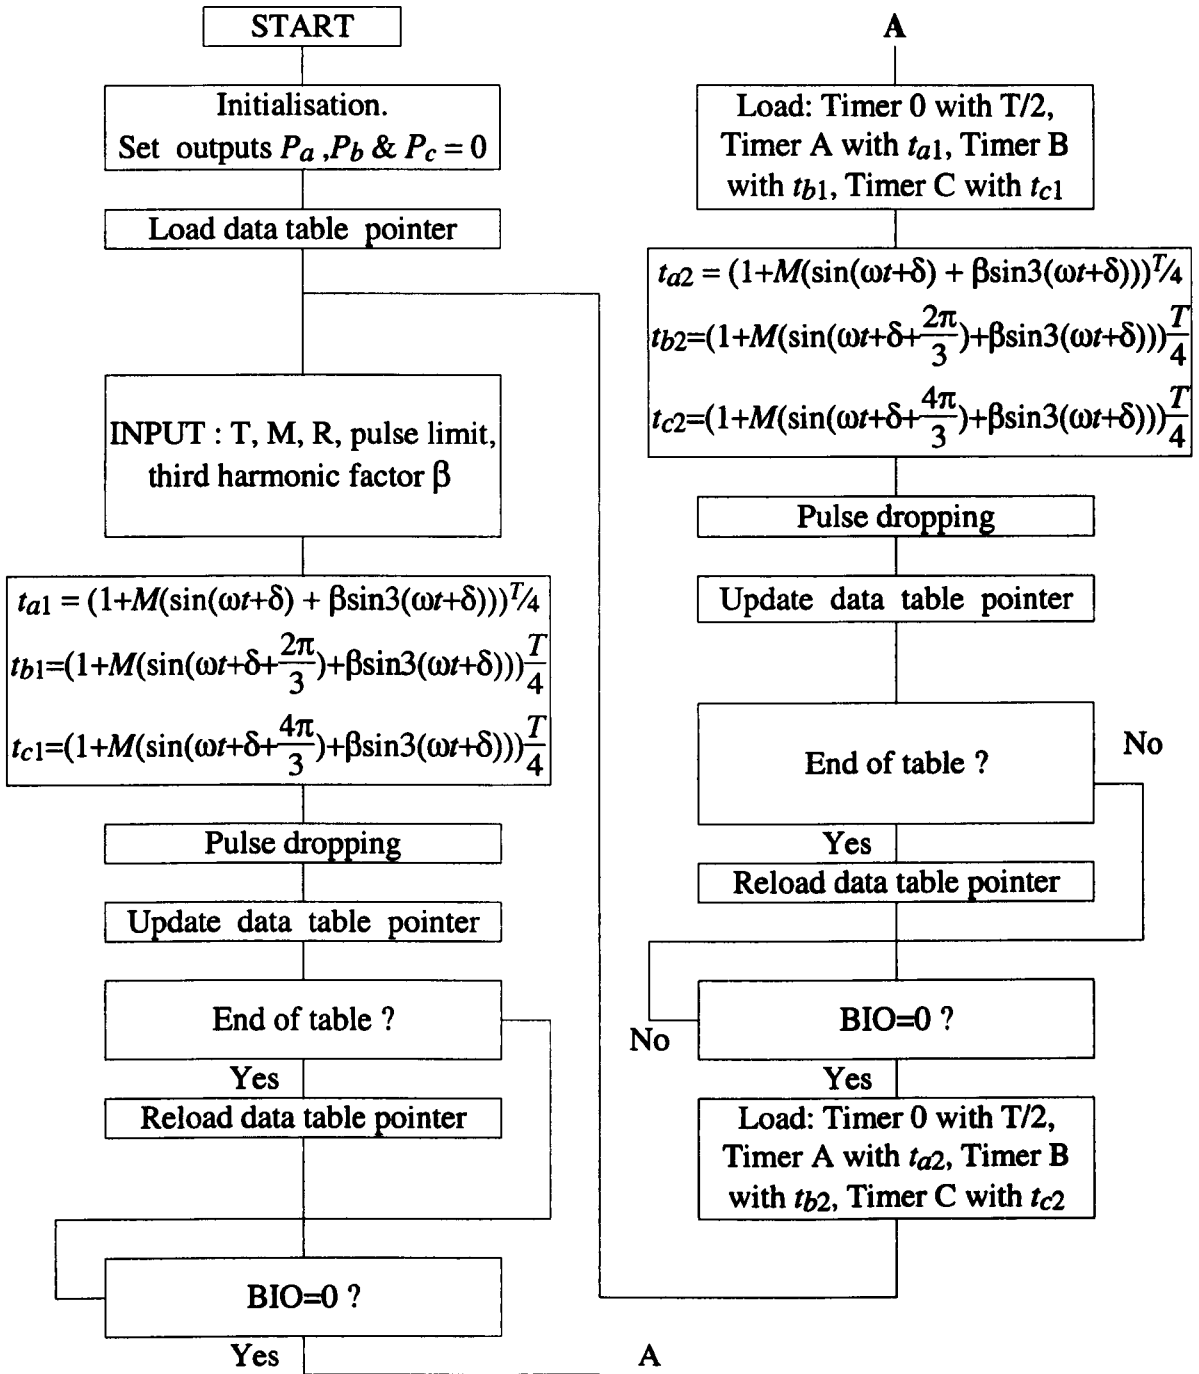 START
Initialisation.
Set outputs Pa ,Pb & Pc = 0
Load data table pointer
INPUT : T, M, R, pulse limit,
third harmonic factor β
ta1 = (1+M(sin(ωt+δ) + βsin3(ωt+δ)))T/4
tb1=(1+M(sin(ωt+δ+2π/3)+βsin3(ωt+δ)))T/4
tc1=(1+M(sin(ωt+δ+4π/3)+βsin3(ωt+δ)))T/4
Pulse dropping
Update data table pointer
End of table ?
Yes
Reload data table pointer
BIO=0 ?
Yes
A
A
Load: Timer 0 with T/2,
Timer A with ta1, Timer B
with tb1, Timer C with tc1
ta2 = (1+M(sin(ωt+δ) + βsin3(ωt+δ)))T/4
tb2=(1+M(sin(ωt+δ+2π/3)+βsin3(ωt+δ)))T/4
tc2=(1+M(sin(ωt+δ+4π/3)+βsin3(ωt+δ)))T/4
Pulse dropping
Update data table pointer
End of table ?
No
Yes
Reload data table pointer
BIO=0 ?
No
Yes
Load: Timer 0 with T/2,
Timer A with ta2, Timer B
with tb2, Timer C with tc2